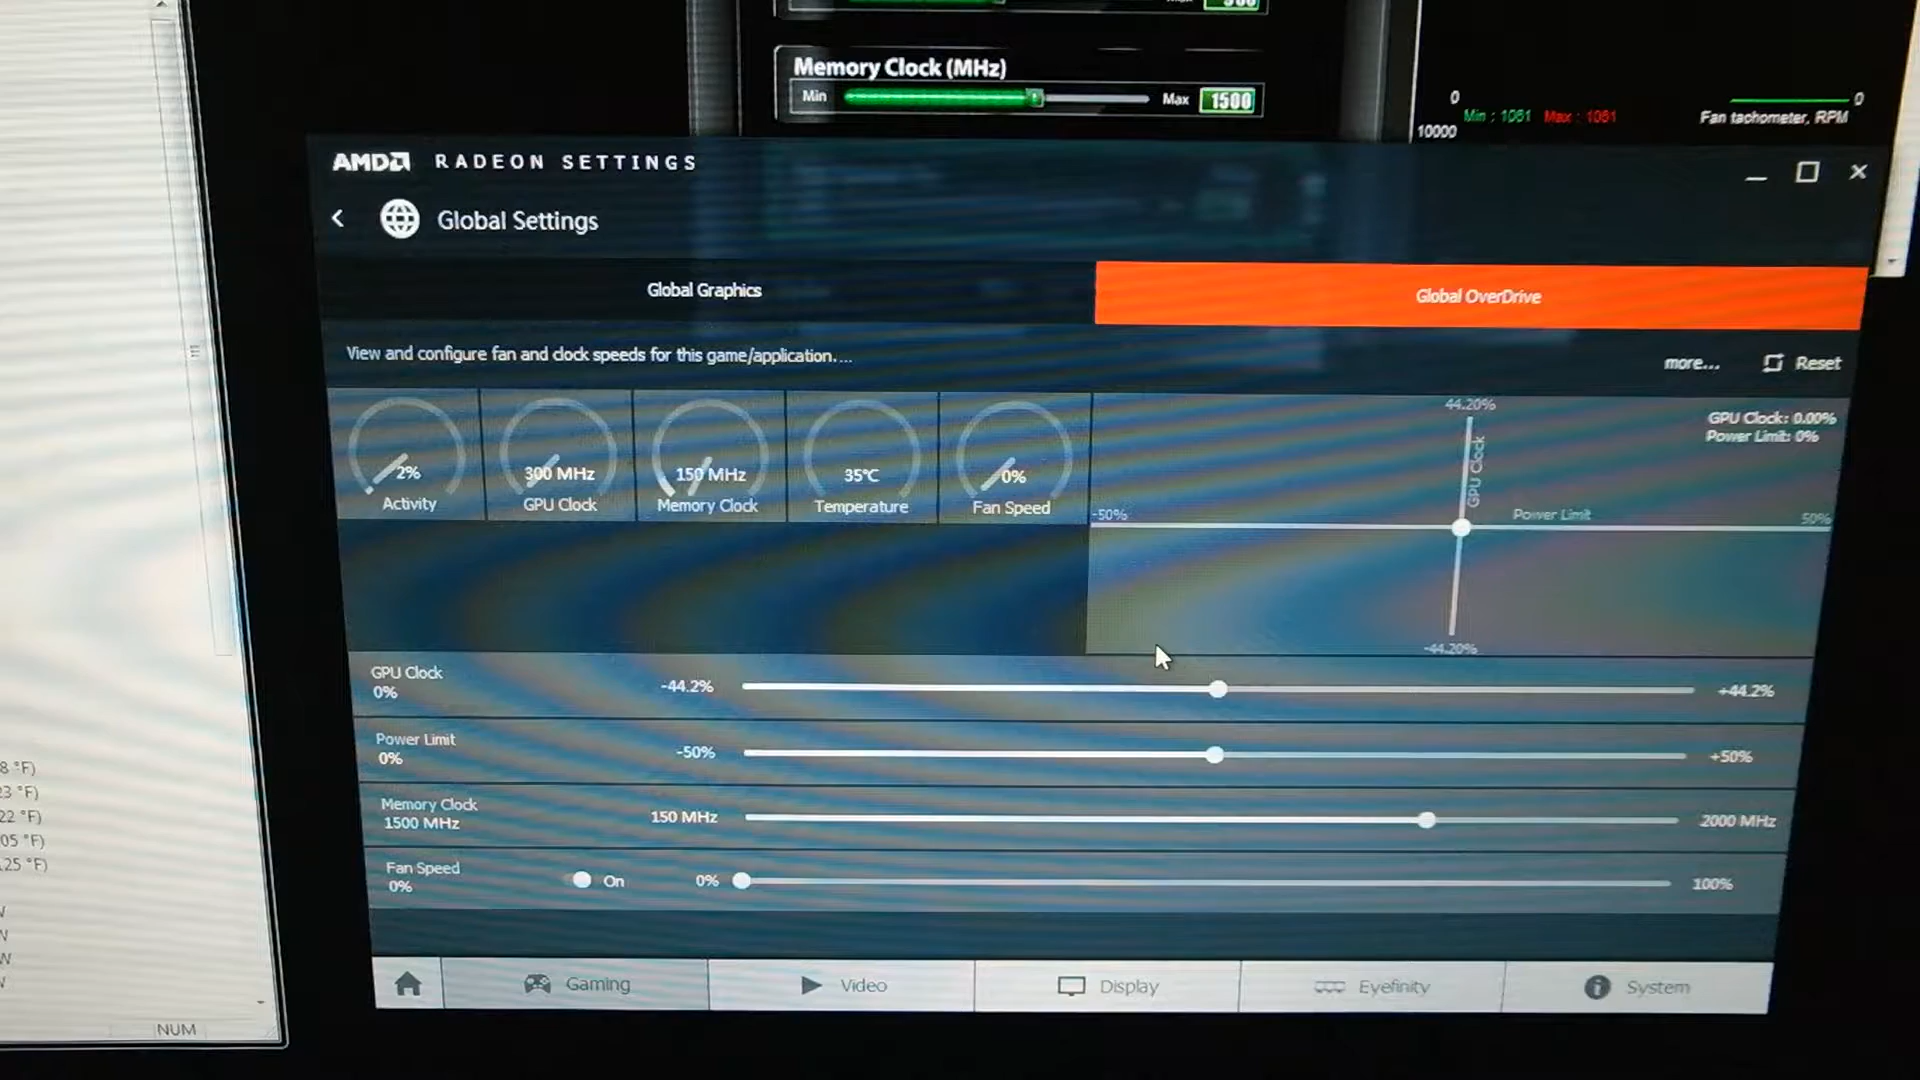 Memory Clock (MHz)
Min
Max
1500
0
Min : 1061 Max : 1061
10000
0
Fan tachometer, RPM
AMD RADEON SETTINGS
Global Settings
Global Graphics
Global OverDrive
View and configure fan and clock speeds for this game/application....
more...
Reset
2%
Activity
300 MHz
GPU Clock
150 MHz
Memory Clock
35°C
Temperature
0%
Fan Speed
44.20%
GPU Clock
GPU Clock: 0.00%
Power Limit: 0%
-50%
Power Limit
50%
-44.20%
GPU Clock
0%
-44.2%
+44.2%
Power Limit
0%
-50%
+50%
Memory Clock
1500 MHz
150 MHz
2000 MHz
Fan Speed
0%
On
0%
100%
8 °F)
23 °F)
22 °F)
05 °F)
25 °F)
NUM
Gaming
Video
Display
Eyefinity
System